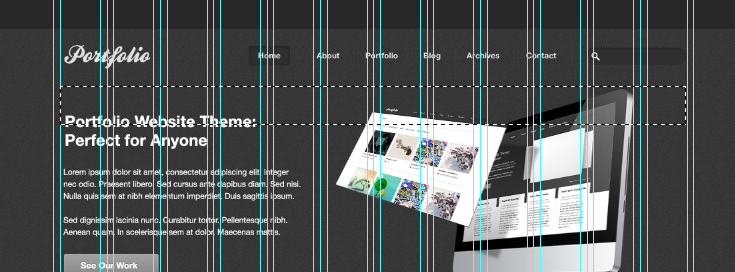 Portfolio
Home About Portfolio Blog Archives Contact
Portfolio Website Theme:
Perfect for Anyone
Lorem ipsum dolor sit amet, consectetur adipiscing elit. Integer
nec odio. Praesent libero. Sed cursus ante dapibus diam. Sed nisi.
Nulla quis sem at nibh elementum imperdiet. Duis sagittis ipsum.
Sed dignissim lacinia nunc. Curabitur tortor. Pellentesque nibh.
Aenean quam. In scelerisque sem at dolor. Maecenas mattis.
See Our Work